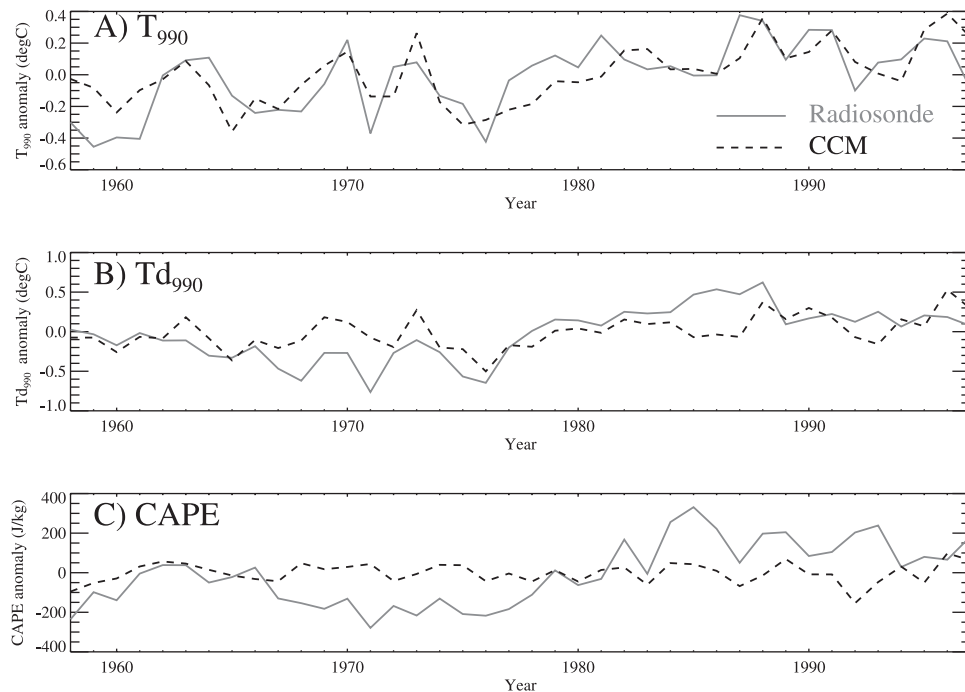 A) T990
T990 anomaly (degC)
0.4
0.2
0.0
-0.2
-0.4
-0.6
Radiosonde
CCM
1960 1970 1980 1990
Year
B) Td990
Td990 anomaly (degC)
1.0
0.5
0.0
-0.5
-1.0
1960 1970 1980 1990
Year
C) CAPE
CAPE anomaly (J/kg)
400
200
0
-200
-400
1960 1970 1980 1990
Year